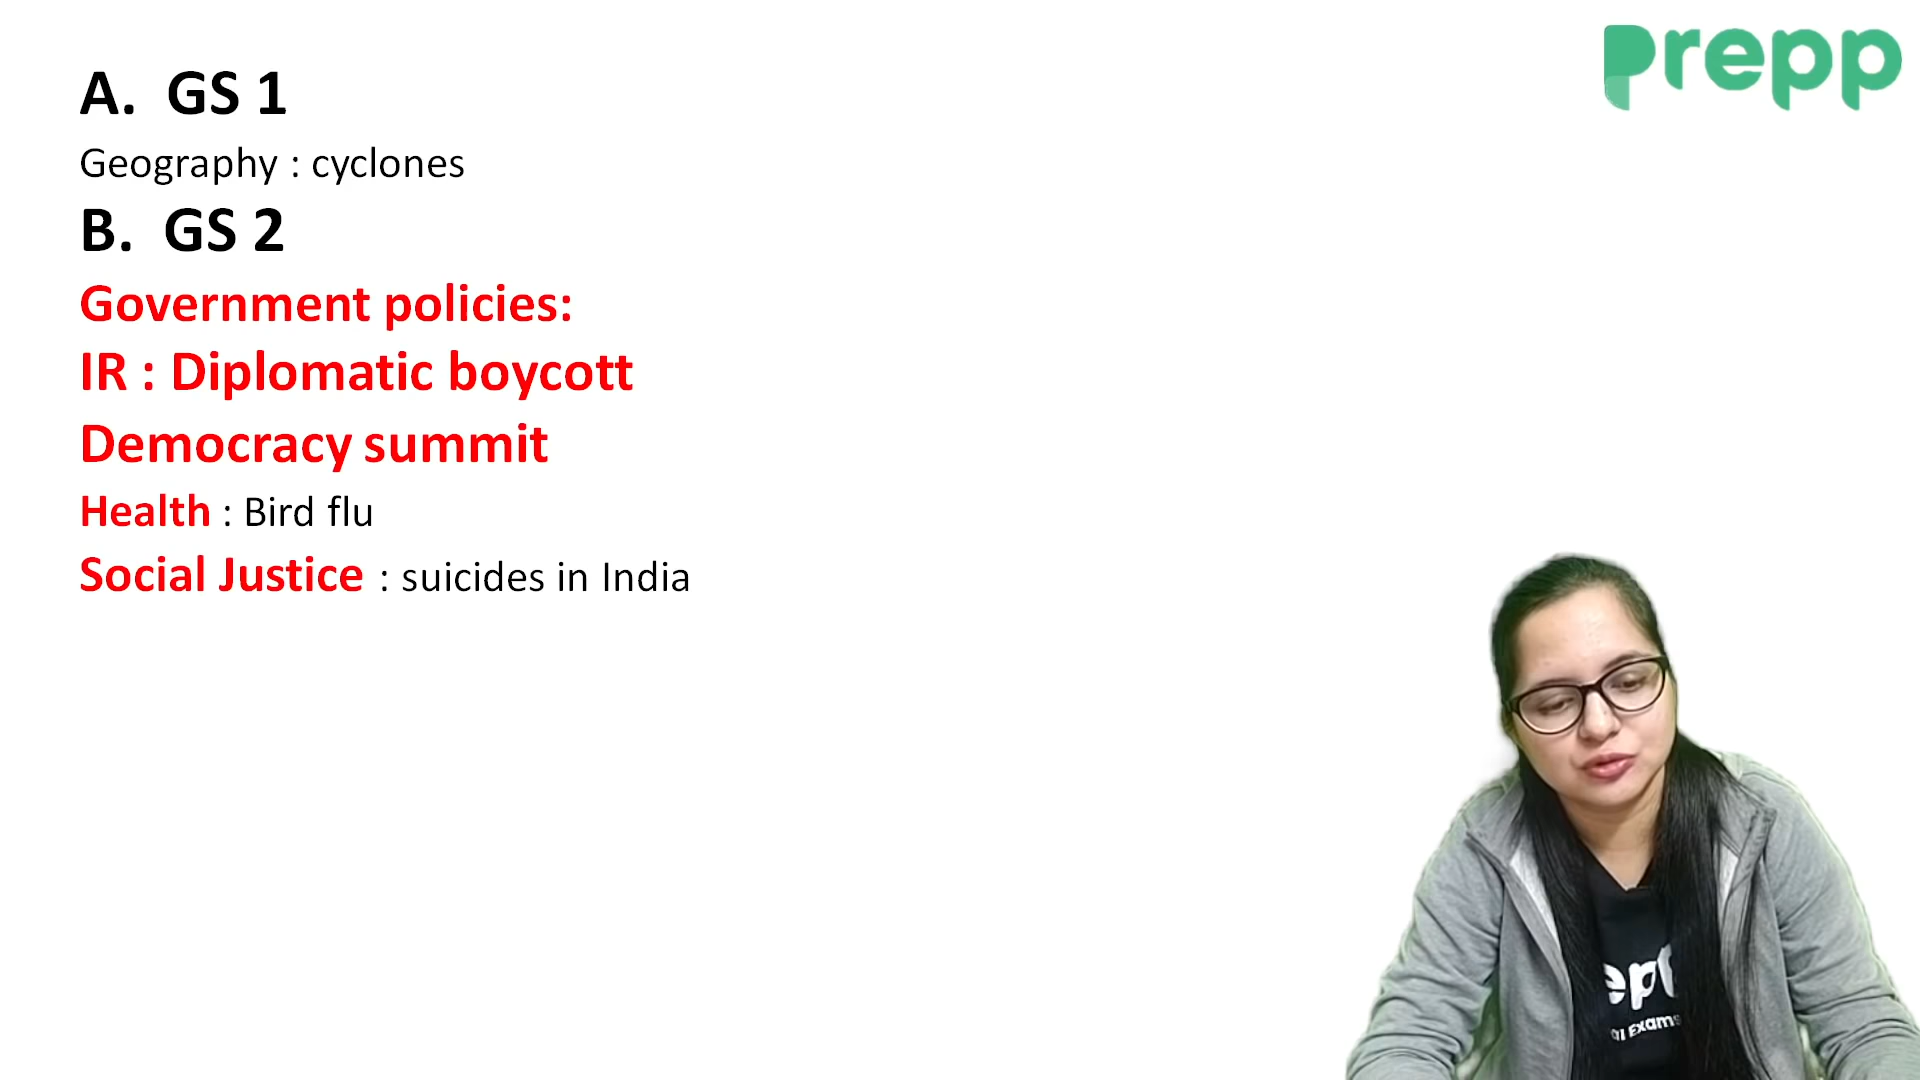 prepp
A. GS 1
Geography : cyclones
B. GS 2
Government policies:
IR : Diplomatic boycott
Democracy summit
Health : Bird flu
Social Justice : suicides in India